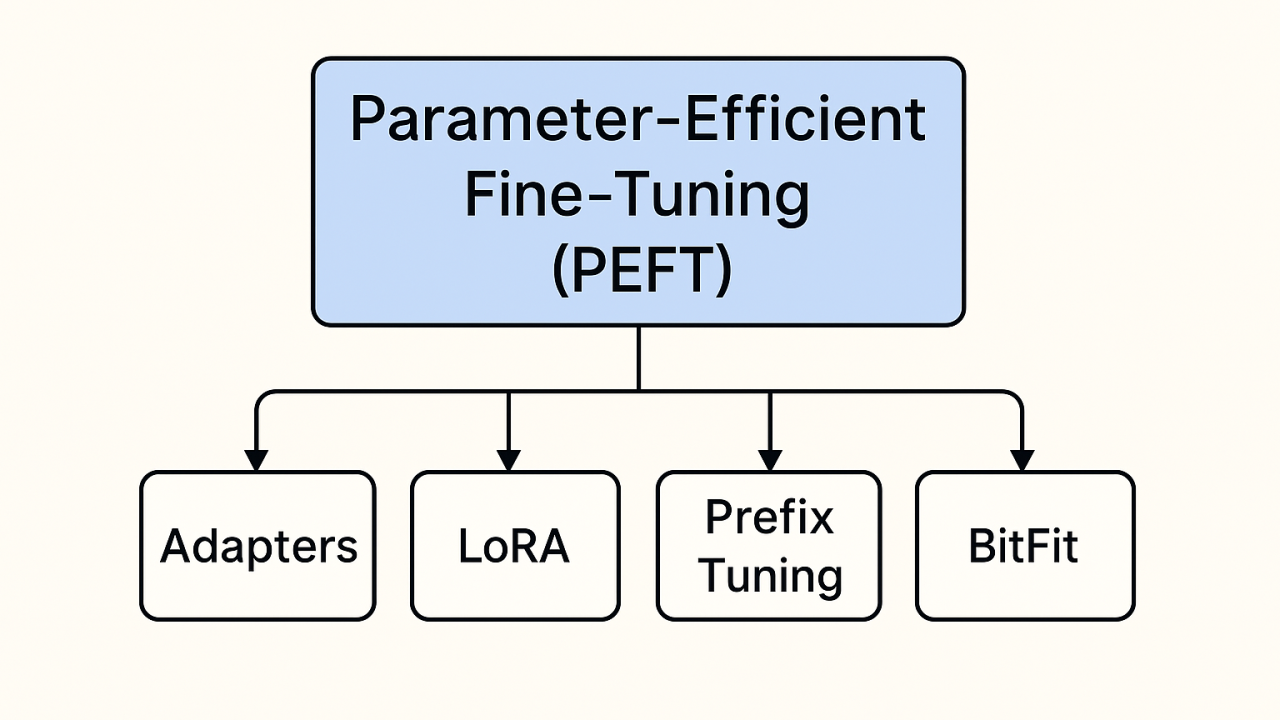 Parameter-Efficient
Fine-Tuning
(PEFT)
Adapters
LoRA
Prefix
Tuning
BitFit